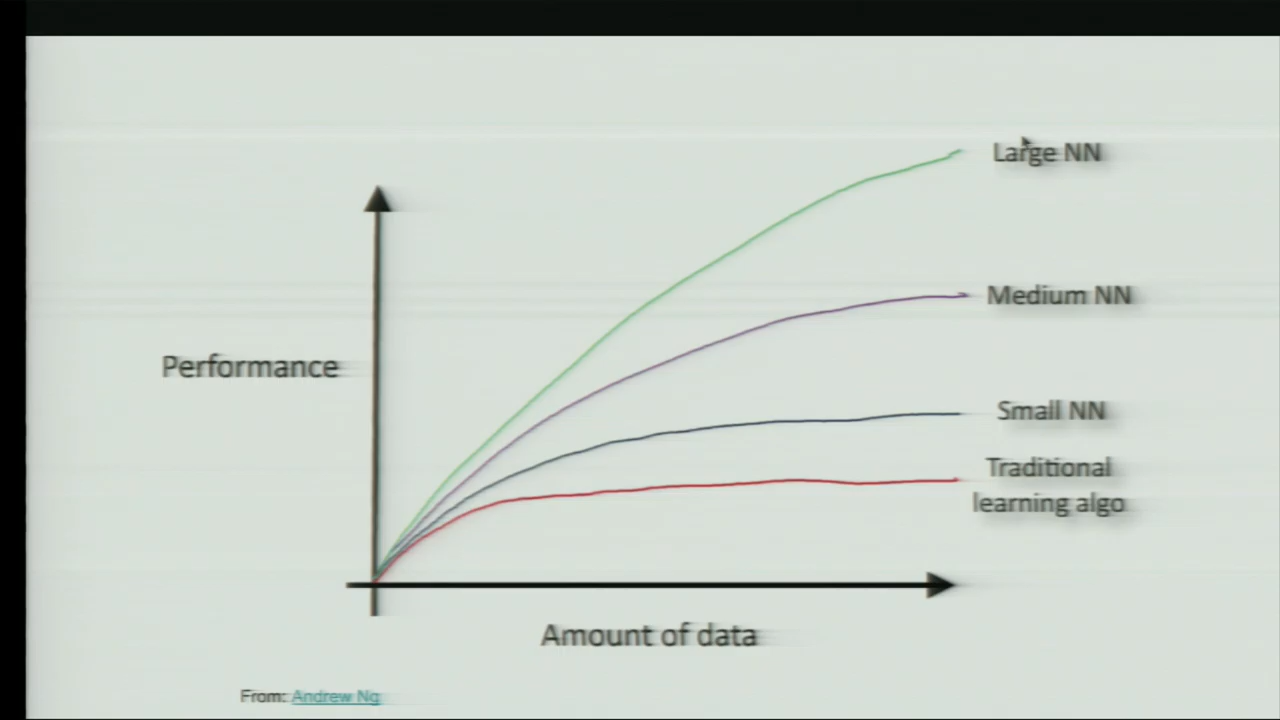 Large NN
Medium NN
Performance
Small NN
Traditional
learning algo
Amount of data
From: Andrew Ng